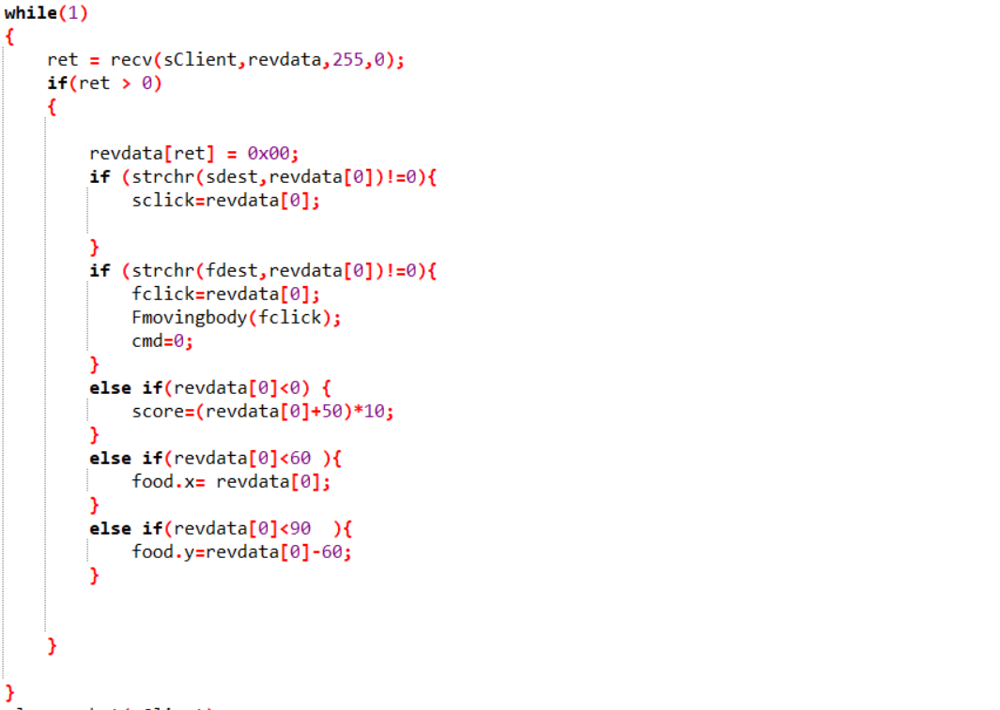 while(1)
{
ret = recv(sClient,revdata,255,0);
if(ret > 0)
{
revdata[ret] = 0x00;
if (strchr(sdest,revdata[0])!=0){
sclick=revdata[0];
}
if (strchr(fdest,revdata[0])!=0){
fclick=revdata[0];
Fmovingbody(fclick);
cmd=0;
}
else if(revdata[0]<0) {
score=(revdata[0]+50)*10;
}
else if(revdata[0]<60 ){
food.x= revdata[0];
}
else if(revdata[0]<90  ){
food.y=revdata[0]-60;
}
}
}